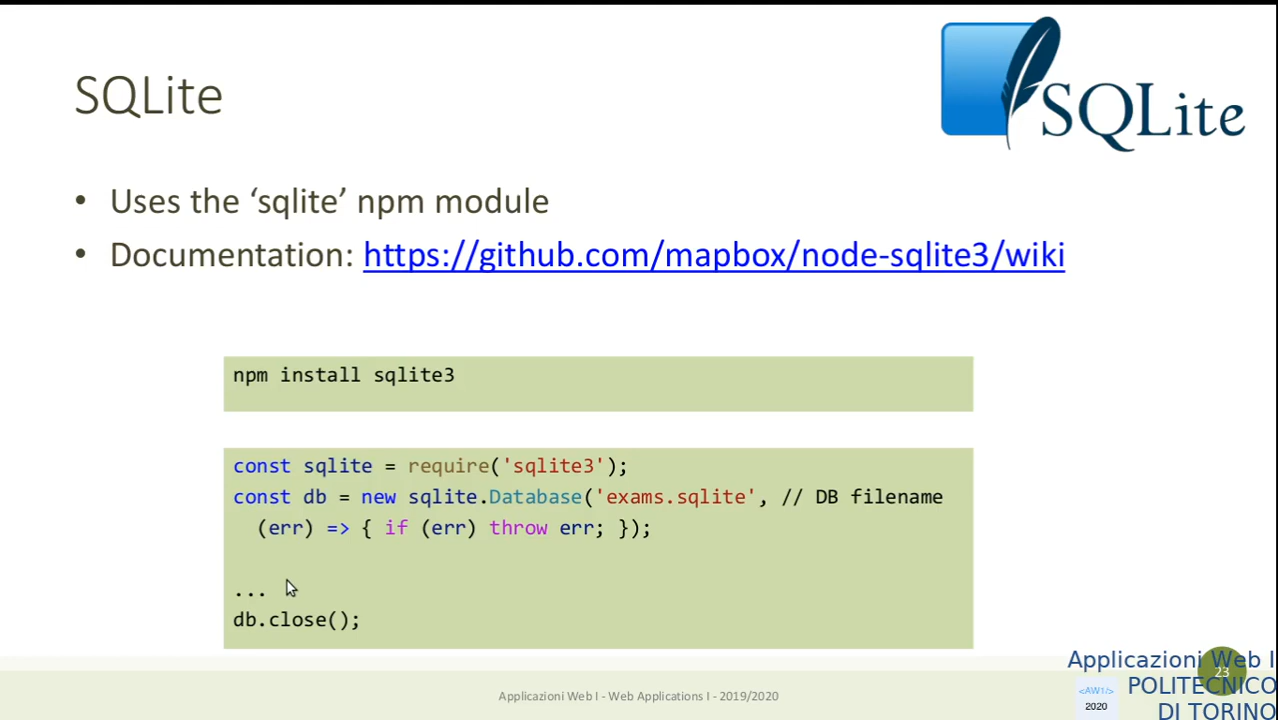 SQLite
SQLite
• Uses the ‘sqlite’ npm module
• Documentation: https://github.com/mapbox/node-sqlite3/wiki
npm install sqlite3
const sqlite = require('sqlite3');
const db = new sqlite.Database('exams.sqlite', // DB filename
(err) => { if (err) throw err; });
...
db.close();
Applicazioni Web I - Web Applications I - 2019/2020
23
Applicazioni Web I
POLITECNICO
DI TORINO
<AW1/>
2020